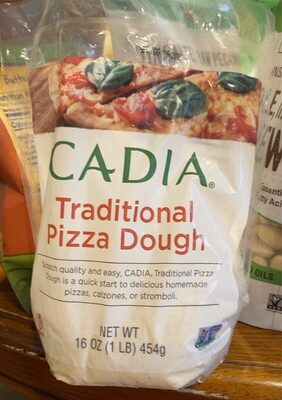 CADIA®
Traditional
Pizza Dough
Scratch quality and easy, CADIA, Traditional Pizza
Dough is a quick start to delicious homemade
pizzas, calzones, or stromboli.
NET WT
16 OZ (1 LB) 454g
OILS